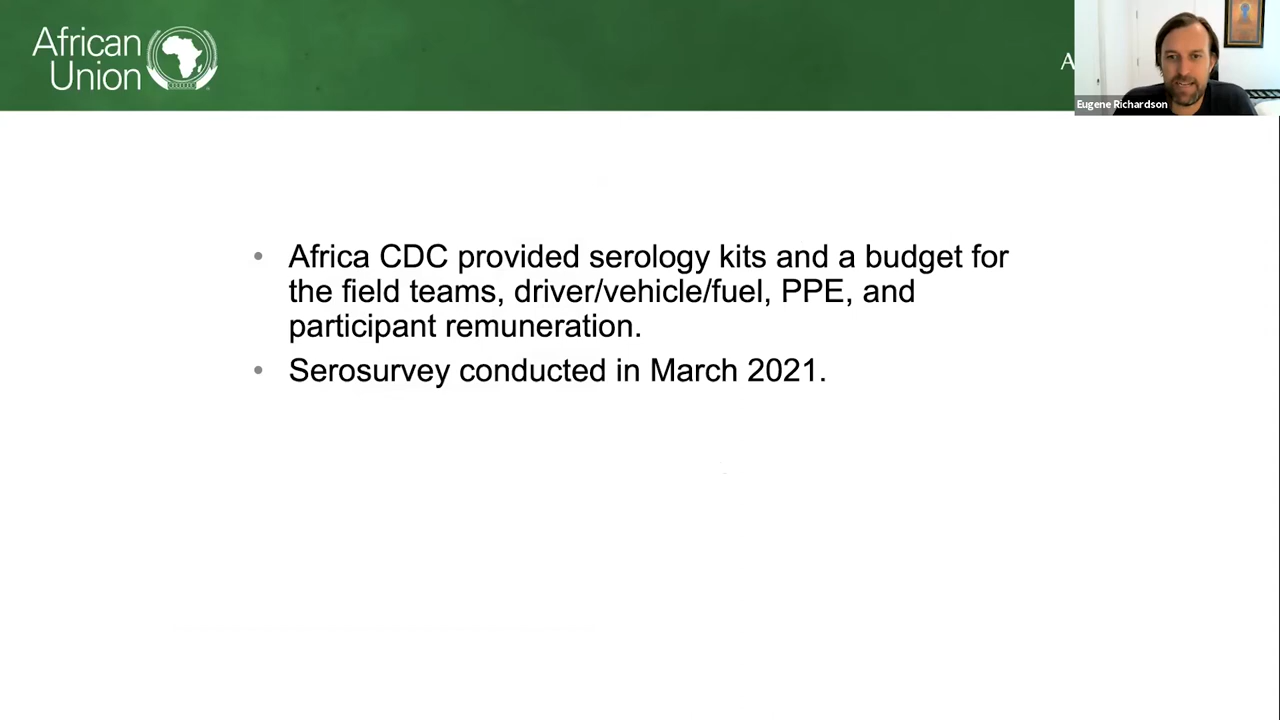 African
Union
A
Eugene Richardson
• Africa CDC provided serology kits and a budget for
the field teams, driver/vehicle/fuel, PPE, and
participant remuneration.
• Serosurvey conducted in March 2021.